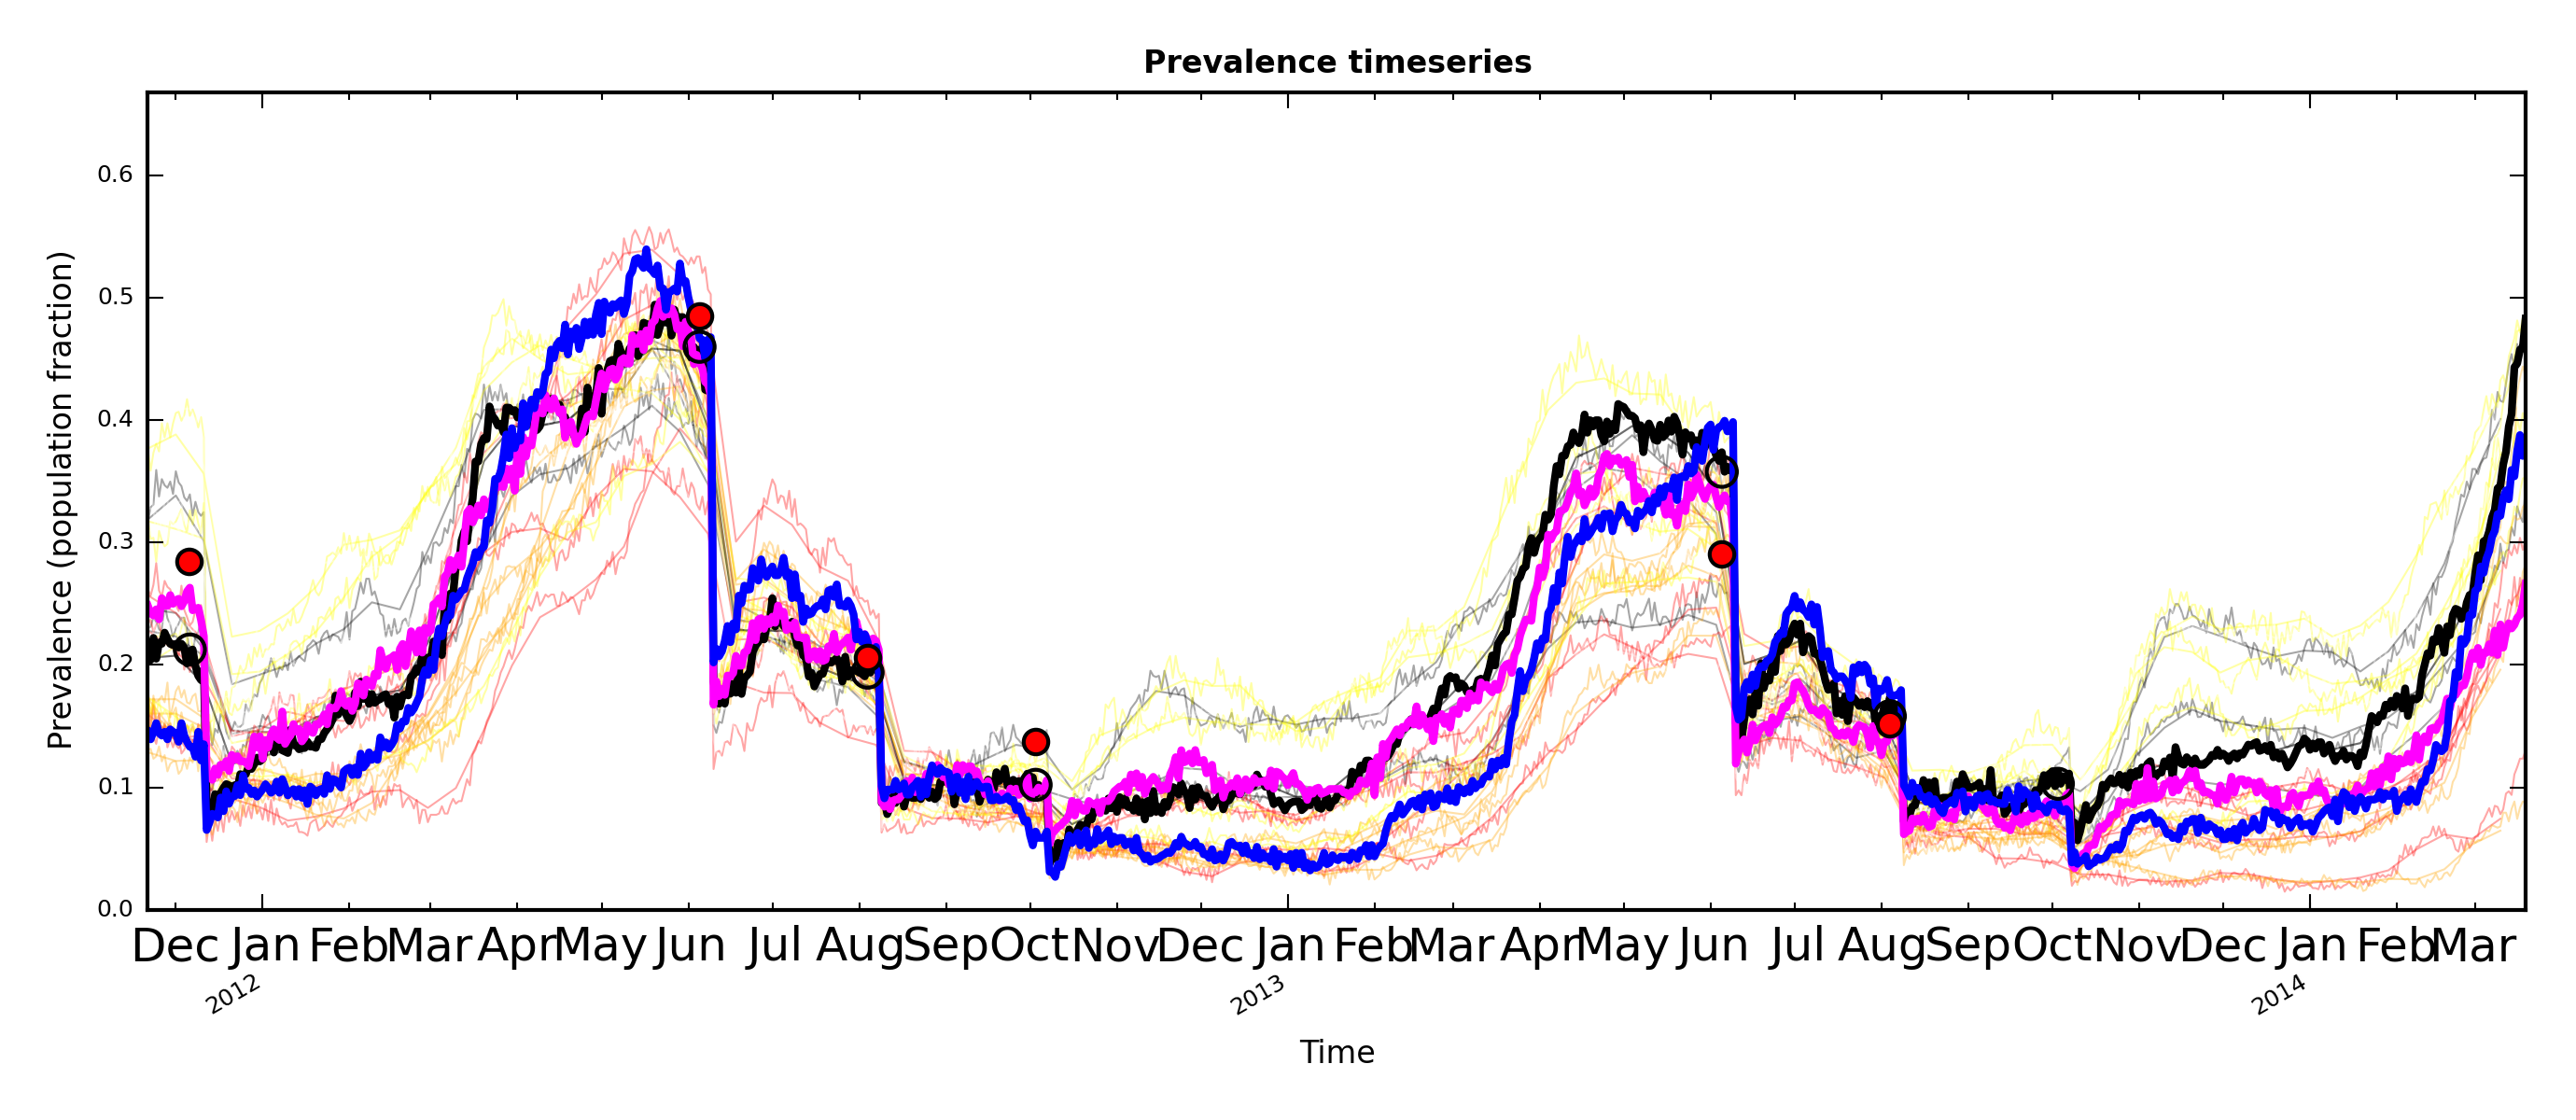 Prevalence timeseries
Prevalence (population fraction)
0.6
0.5
0.4
0.3
0.2
0.1
0.0
Dec Jan Feb Mar Apr May Jun Jul Aug Sep Oct Nov Dec Jan Feb Mar Apr May Jun Jul Aug Sep Oct Nov Dec Jan Feb Mar
2012 2013 2014
Time